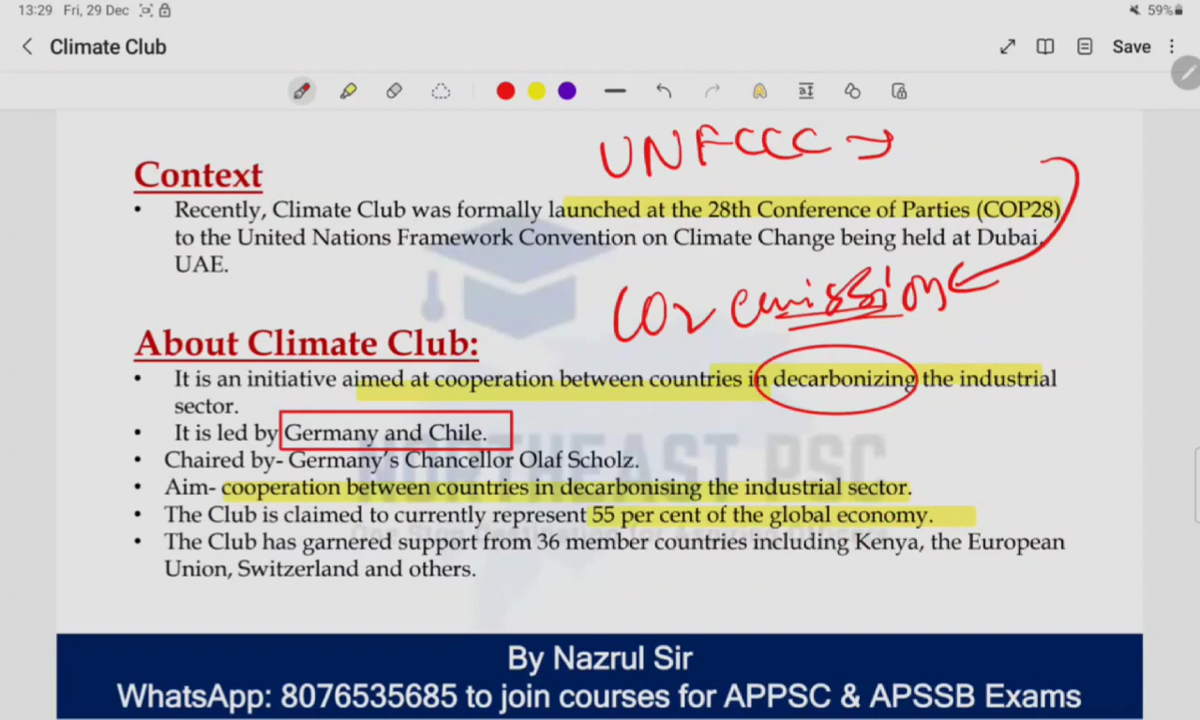 13:29 Fri, 29 Dec 59%
Climate Club Save
UNFCCC →
Context
• Recently, Climate Club was formally launched at the 28th Conference of Parties (COP28)
to the United Nations Framework Convention on Climate Change being held at Dubai,
UAE.
emission
About Climate Club:
• It is an initiative aimed at cooperation between countries in decarbonizing the industrial
sector.
• It is led by Germany and Chile.
NORTHEAST PSC
• Chaired by- Germany's Chancellor Olaf Scholz.
• Aim- cooperation between countries in decarbonising the industrial sector.
• The Club is claimed to currently represent 55 per cent of the global economy.
• The Club has garnered support from 36 member countries including Kenya, the European
Union, Switzerland and others.
By Nazrul Sir
WhatsApp: 8076535685 to join courses for APPSC & APSSB Exams